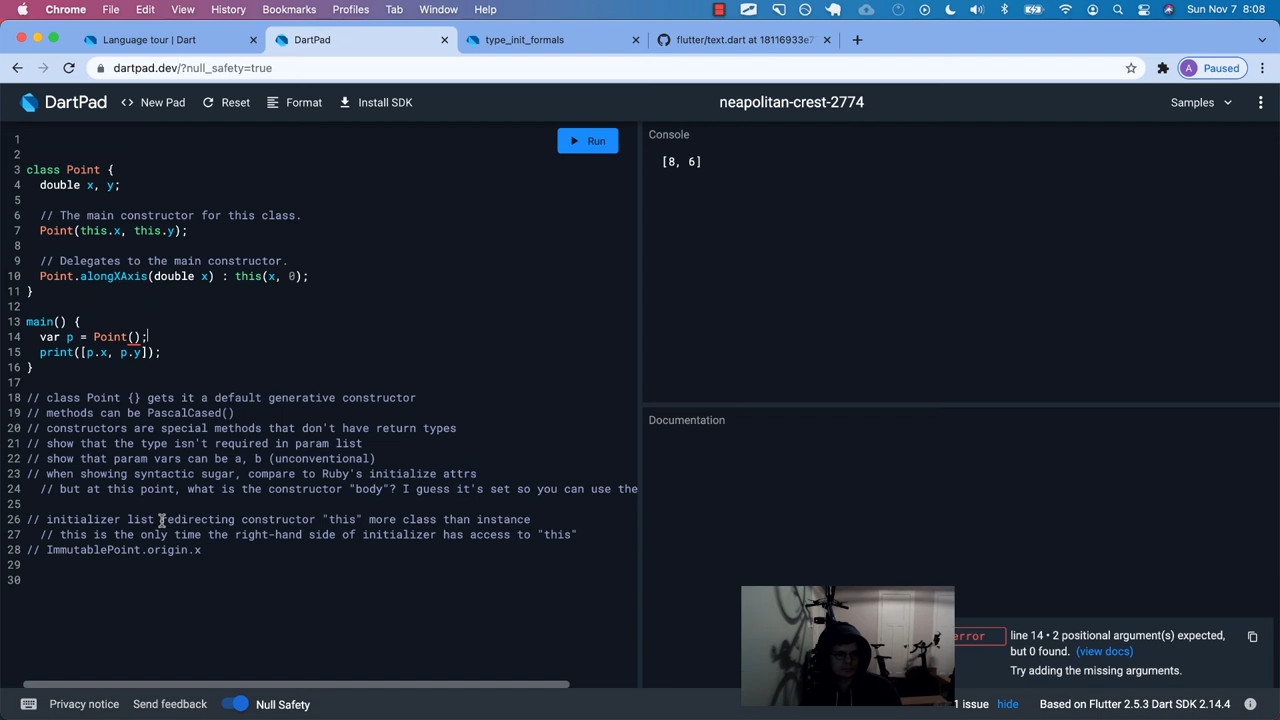 Chrome File Edit View History Bookmarks Profiles Tab Window Help Sun Nov 7 8:08
Language tour | Dart DartPad type_init_formals flutter/text.dart at 18116933e7
dartpad.dev/?null_safety=true A Paused
DartPad New Pad Reset Format Install SDK neapolitan-crest-2774 Samples
Run
Console
[8, 6]
1
2
3 class Point {
4 double x, y;
5
6 // The main constructor for this class.
7 Point(this.x, this.y);
8
9 // Delegates to the main constructor.
10 Point.alongXAxis(double x) : this(x, 0);
11 }
12
13 main() {
14 var p = Point();
15 print([p.x, p.y]);
16 }
17
18 // class Point {} gets it a default generative constructor
19 // methods can be PascalCased()
20 // constructors are special methods that don't have return types
21 // show that the type isn't required in param list
22 // show that param vars can be a, b (unconventional)
23 // when showing syntactic sugar, compare to Ruby's initialize attrs
24 // but at this point, what is the constructor "body"? I guess it's set so you can use the
25
26 // initializer list redirecting constructor "this" more class than instance
27 // this is the only time the right-hand side of initializer has access to "this"
28 // ImmutablePoint.origin.x
29
30
Documentation
error line 14 • 2 positional argument(s) expected,
but 0 found. (view docs)
Try adding the missing arguments.
Privacy notice Send feedback Null Safety 1 issue hide Based on Flutter 2.5.3 Dart SDK 2.14.4